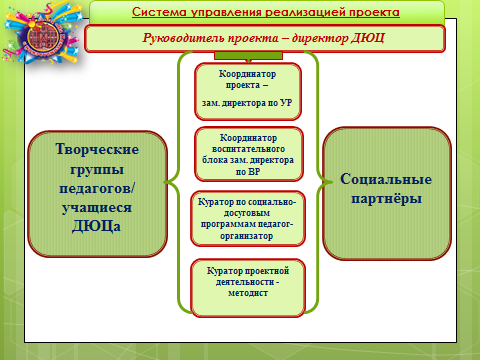 Система управления реализацией проекта
Руководитель проекта – директор ДЮЦ
Координатор
проекта –
зам. директора по УР
Координатор
воспитательного
блока зам. директора
по ВР
Куратор по социально-
досуговым
программам педагог-
организатор
Куратор проектной
деятельности -
методист
Творческие
группы
педагогов/
учащиеся
ДЮЦа
Социальные
партнёры